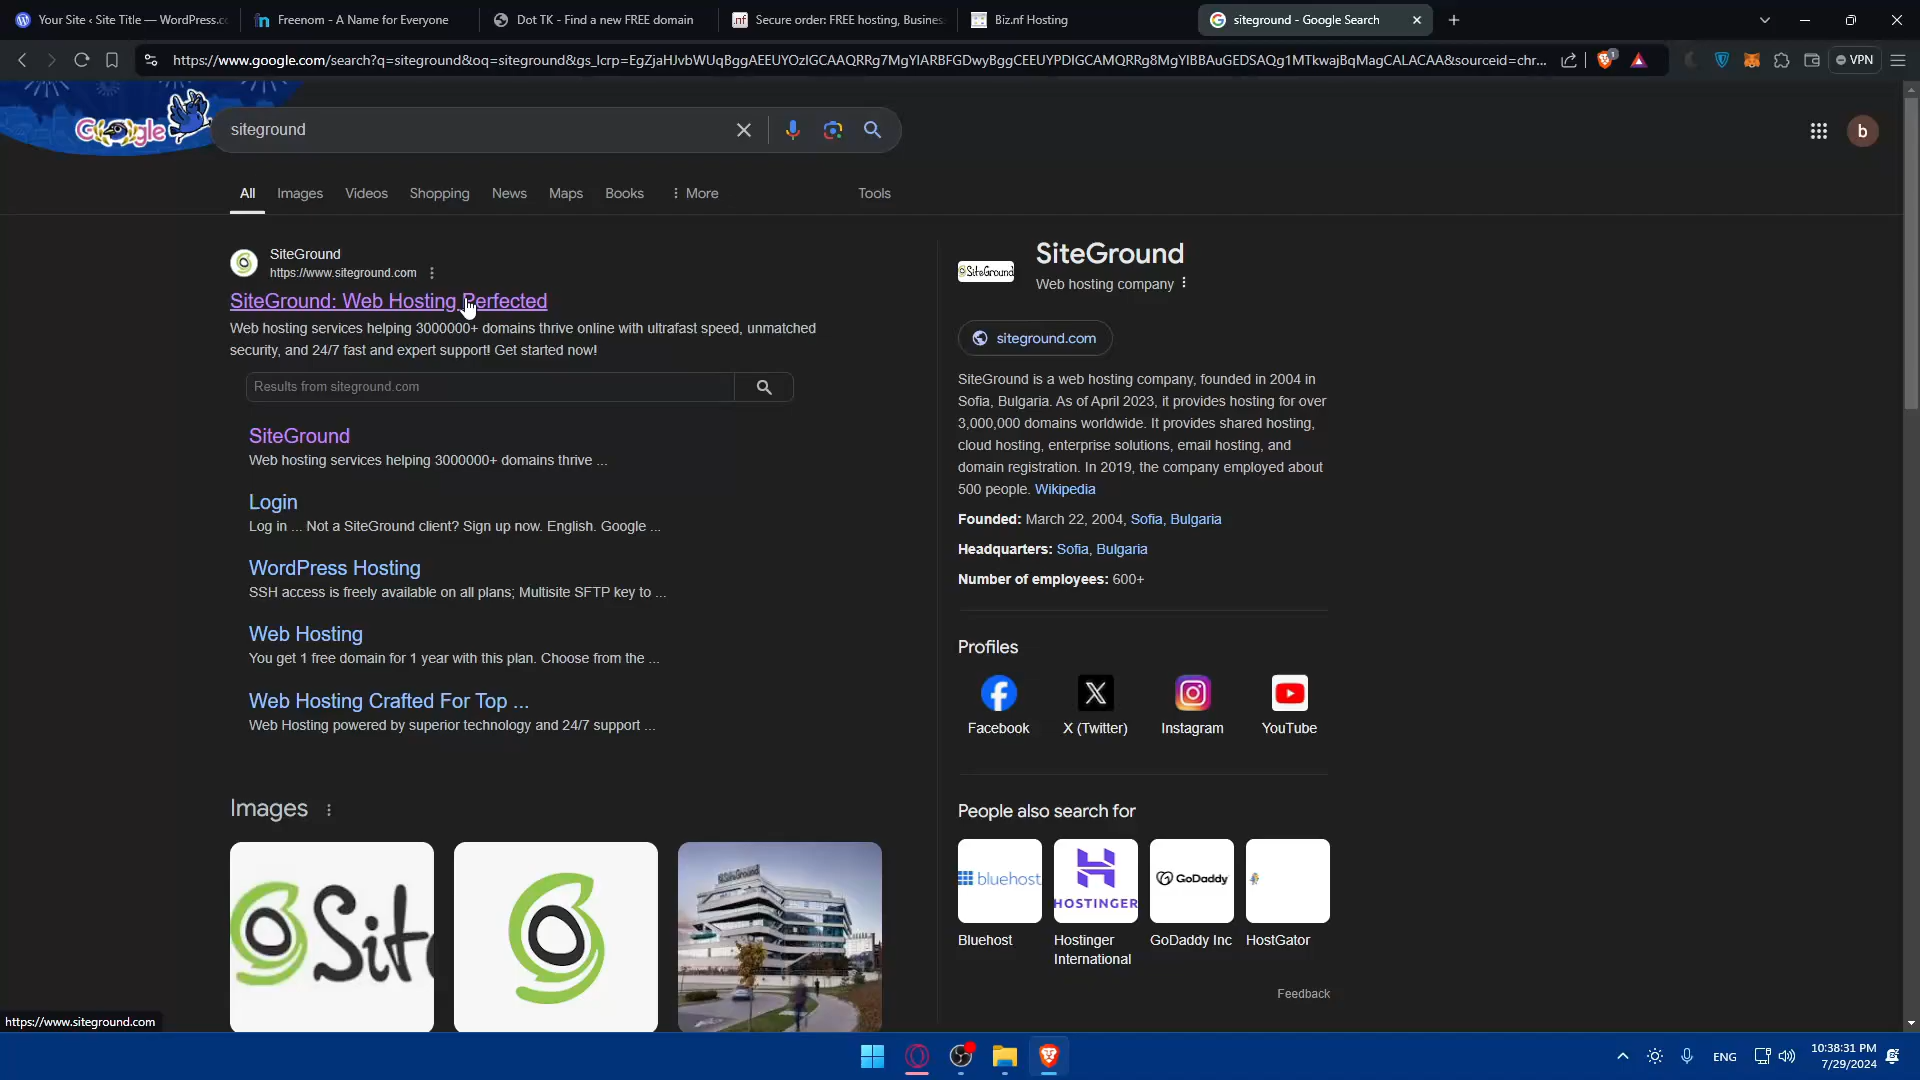 Your Site ‹ Site Title — WordPress.c
Freenom - A Name for Everyone
Dot TK - Find a new FREE domain
Secure order: FREE hosting, Busines
Biz.nf Hosting
siteground - Google Search
https://www.google.com/search?q=siteground&oq=siteground&gs_lcrp=EgZjaHJvbWUqBggAEEUYOzIGCAAQRRg7MgYIARBFGDwyBggCEEUYPDIGCAMQRRg8MgYIBBAuGEDSAQg1MTkwajBqMagCALACAA&sourceid=chr...
VPN
Google
siteground
b
All
Images
Videos
Shopping
News
Maps
Books
More
Tools
SiteGround
https://www.siteground.com
SiteGround: Web Hosting Perfected
Web hosting services helping 3000000+ domains thrive online with ultrafast speed, unmatched
security, and 24/7 fast and expert support! Get started now!
Results from siteground.com
SiteGround
Web hosting services helping 3000000+ domains thrive ...
Login
Log in ... Not a SiteGround client? Sign up now. English. Google ...
WordPress Hosting
SSH access is freely available on all plans; Multisite SFTP key to ...
Web Hosting
You get 1 free domain for 1 year with this plan. Choose from the ...
Web Hosting Crafted For Top ...
Web Hosting powered by superior technology and 24/7 support ...
Images
Site
SiteGround
SiteGround
SiteGround
Web hosting company
siteground.com
SiteGround is a web hosting company, founded in 2004 in
Sofia, Bulgaria. As of April 2023, it provides hosting for over
3,000,000 domains worldwide. It provides shared hosting,
cloud hosting, enterprise solutions, email hosting, and
domain registration. In 2019, the company employed about
500 people. Wikipedia
Founded: March 22, 2004, Sofia, Bulgaria
Headquarters: Sofia, Bulgaria
Number of employees: 600+
Profiles
Facebook
X (Twitter)
Instagram
YouTube
People also search for
bluehost
HOSTINGER
GoDaddy
Bluehost
Hostinger
International
GoDaddy Inc
HostGator
Feedback
https://www.siteground.com
ENG
10:38:31 PM
7/29/2024